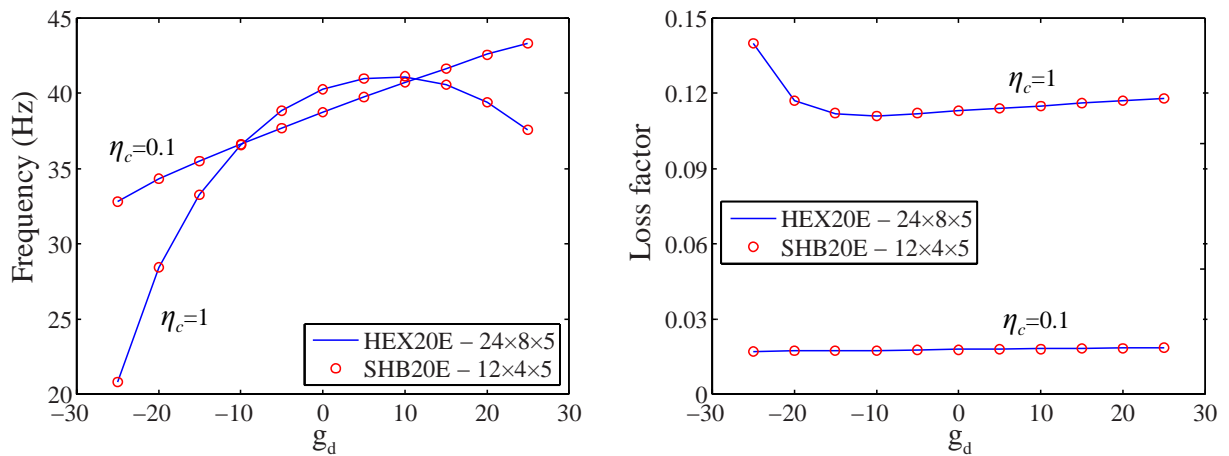 Frequency (Hz)
45
40
35
30
25
20
η_c=0.1
η_c=1
HEX20E – 24×8×5
SHB20E – 12×4×5
−30 −20 −10 0 10 20 30
g_d
Loss factor
0.15
0.12
0.09
0.06
0.03
0
η_c=1
HEX20E – 24×8×5
SHB20E – 12×4×5
η_c=0.1
−30 −20 −10 0 10 20 30
g_d